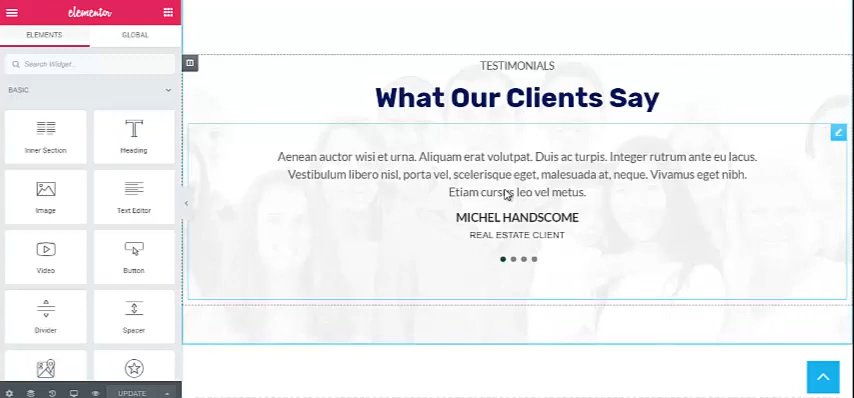 elementor
ELEMENTS
GLOBAL
Search Widget...
BASIC
Inner Section
Heading
Image
Text Editor
Video
Button
Divider
Spacer
UPDATE
TESTIMONIALS
What Our Clients Say
Aenean auctor wisi et urna. Aliquam erat volutpat. Duis ac turpis. Integer rutrum ante eu lacus.
Vestibulum libero nisl, porta vel, scelerisque eget, malesuada at, neque. Vivamus eget nibh.
Etiam cursus leo vel metus.
MICHEL HANDSCOME
REAL ESTATE CLIENT